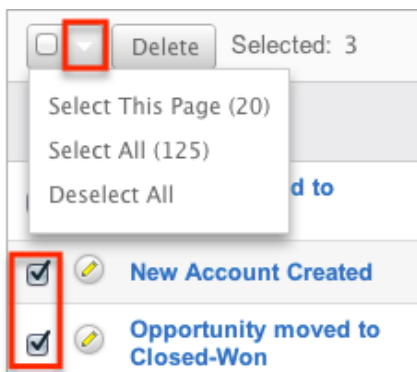 Delete Selected: 3
Select This Page (20)
Select All (125)
Deselect All
d to
New Account Created
Opportunity moved to
Closed-Won